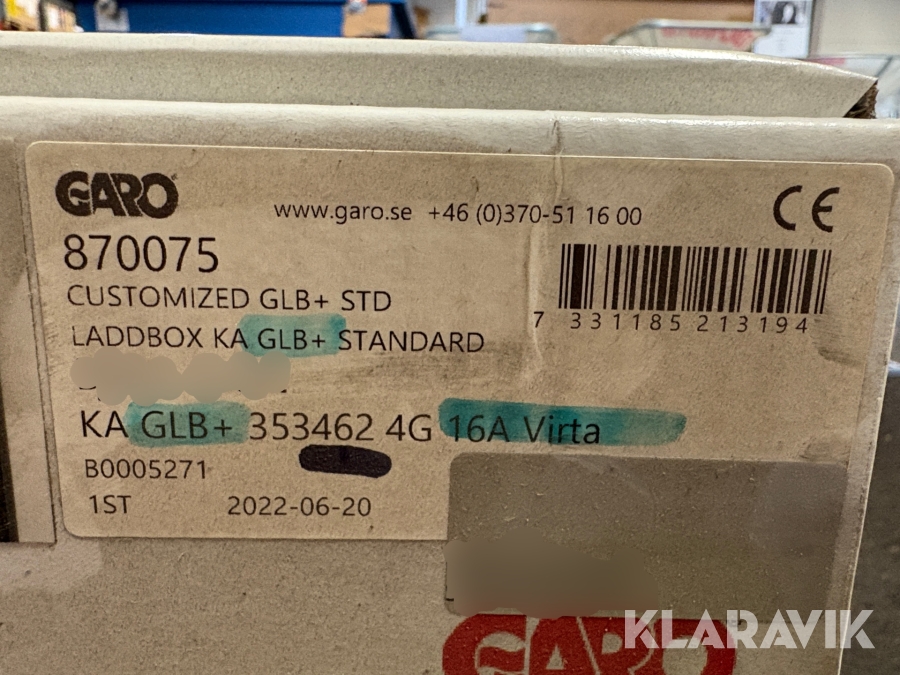 GARO
www.garo.se +46 (0)370-51 16 00
CE
870075
CUSTOMIZED GLB+ STD
LADDBOX KA GLB+ STANDARD
7 331185 213194
KA GLB+ 353462 4G 16A Virta
B0005271
1ST 2022-06-20
GARO
KLARAVIK